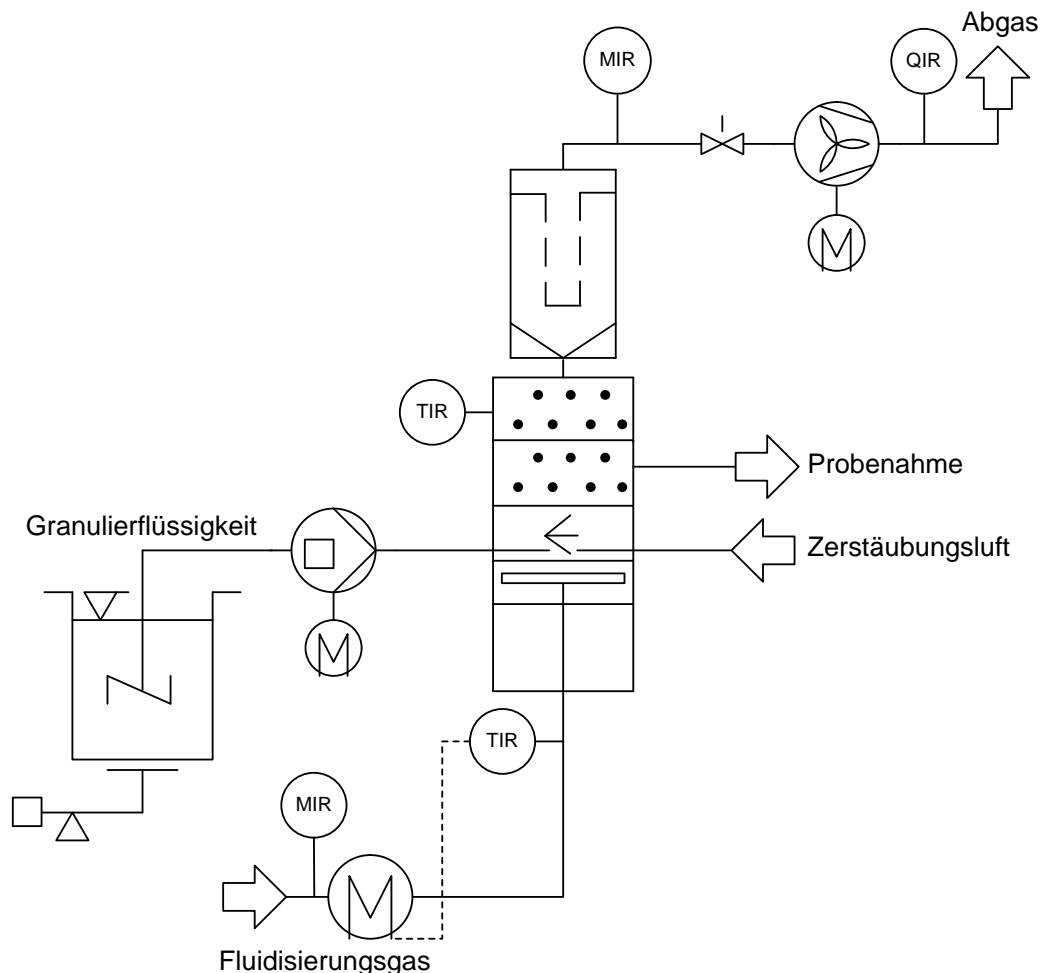 Abgas
MIR
QIR
M
TIR
Probenahme
Granulierflüssigkeit
Zerstäubungsluft
M
TIR
MIR
M
Fluidisierungsgas